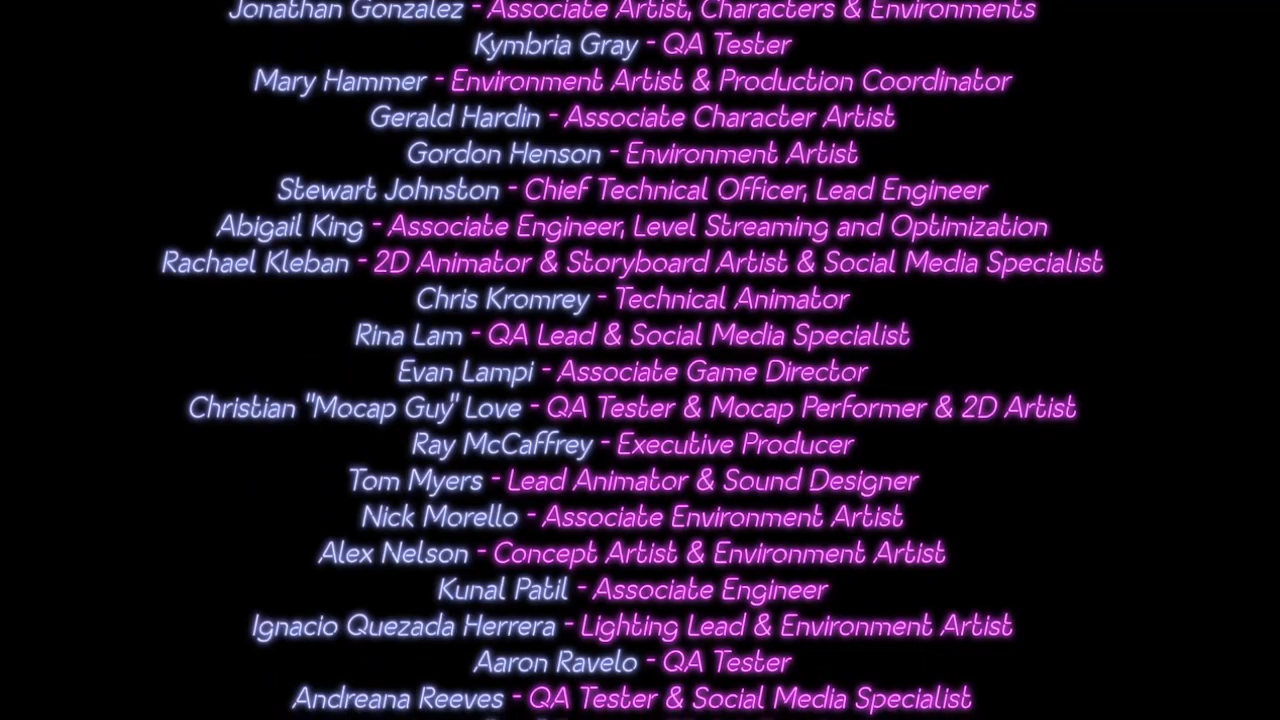 Jonathan Gonzalez - Associate Artist, Characters & Environments
Kymbria Gray - QA Tester
Mary Hammer - Environment Artist & Production Coordinator
Gerald Hardin - Associate Character Artist
Gordon Henson - Environment Artist
Stewart Johnston - Chief Technical Officer, Lead Engineer
Abigail King - Associate Engineer, Level Streaming and Optimization
Rachael Kleban - 2D Animator & Storyboard Artist & Social Media Specialist
Chris Kromrey - Technical Animator
Rina Lam - QA Lead & Social Media Specialist
Evan Lampi - Associate Game Director
Christian "Mocap Guy" Love - QA Tester & Mocap Performer & 2D Artist
Ray McCaffrey - Executive Producer
Tom Myers - Lead Animator & Sound Designer
Nick Morello - Associate Environment Artist
Alex Nelson - Concept Artist & Environment Artist
Kunal Patil - Associate Engineer
Ignacio Quezada Herrera - Lighting Lead & Environment Artist
Aaron Ravelo - QA Tester
Andreana Reeves - QA Tester & Social Media Specialist